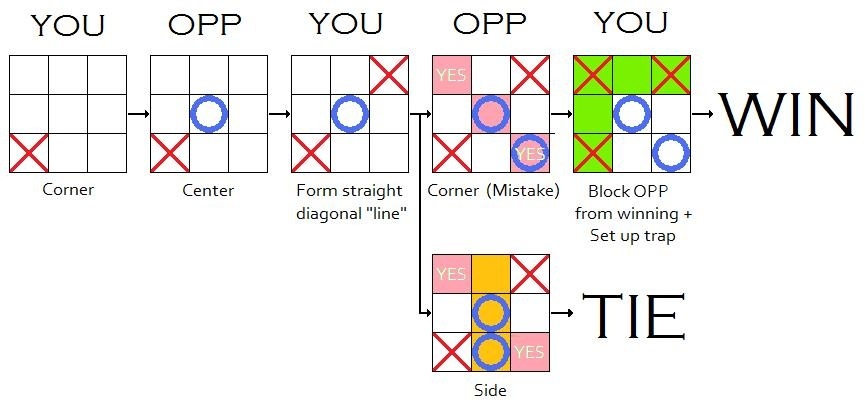 YOU OPP YOU OPP YOU
YES
YES
WIN
Corner
Center
Form straight
diagonal "line"
Corner (Mistake)
Block OPP
from winning +
Set up trap
YES
YES
TIE
Side